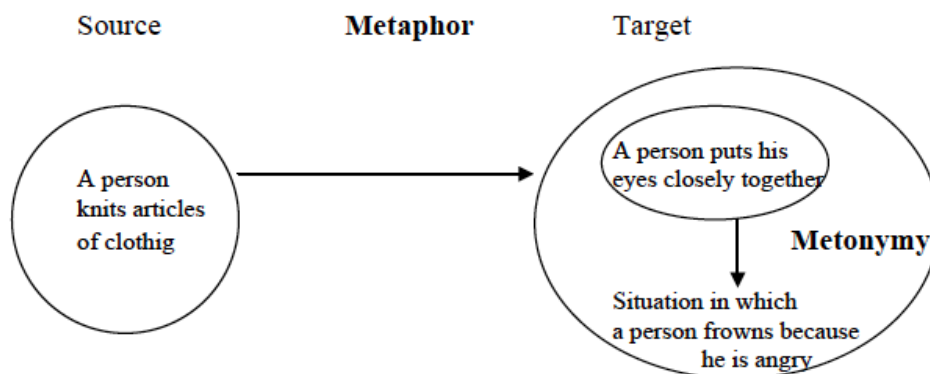 Source Metaphor Target
A person
knits articles
of clothig
A person puts his
eyes closely together
Metonymy
Situation in which
a person frowns because
he is angry